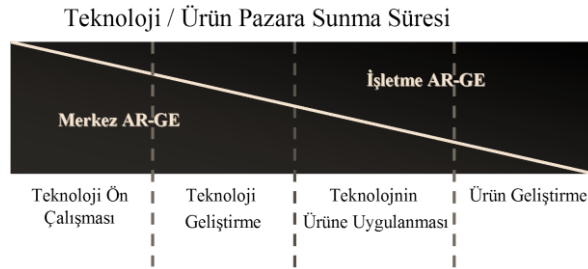 Teknoloji / Ürün Pazara Sunma Süresi
İşletme AR-GE
Merkez AR-GE
Teknoloji Ön
Çalışması
Teknoloji
Geliştirme
Teknolojnin
Ürüne Uygulanması
Ürün Geliştirme